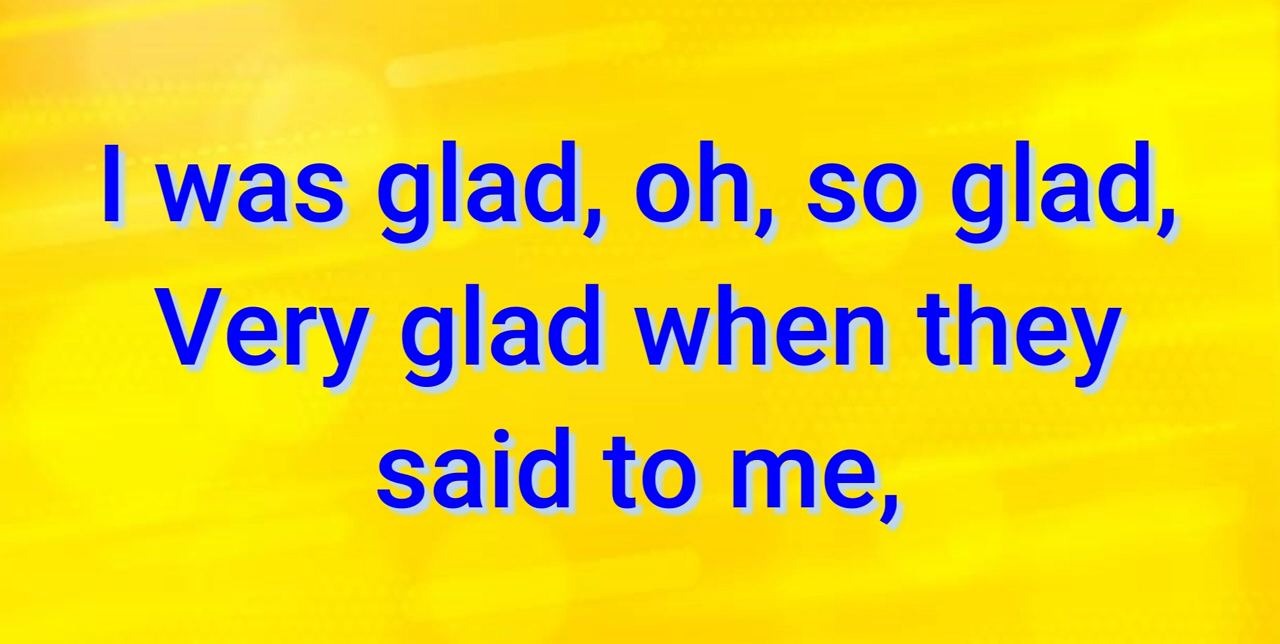 I was glad, oh, so glad,
Very glad when they
said to me,